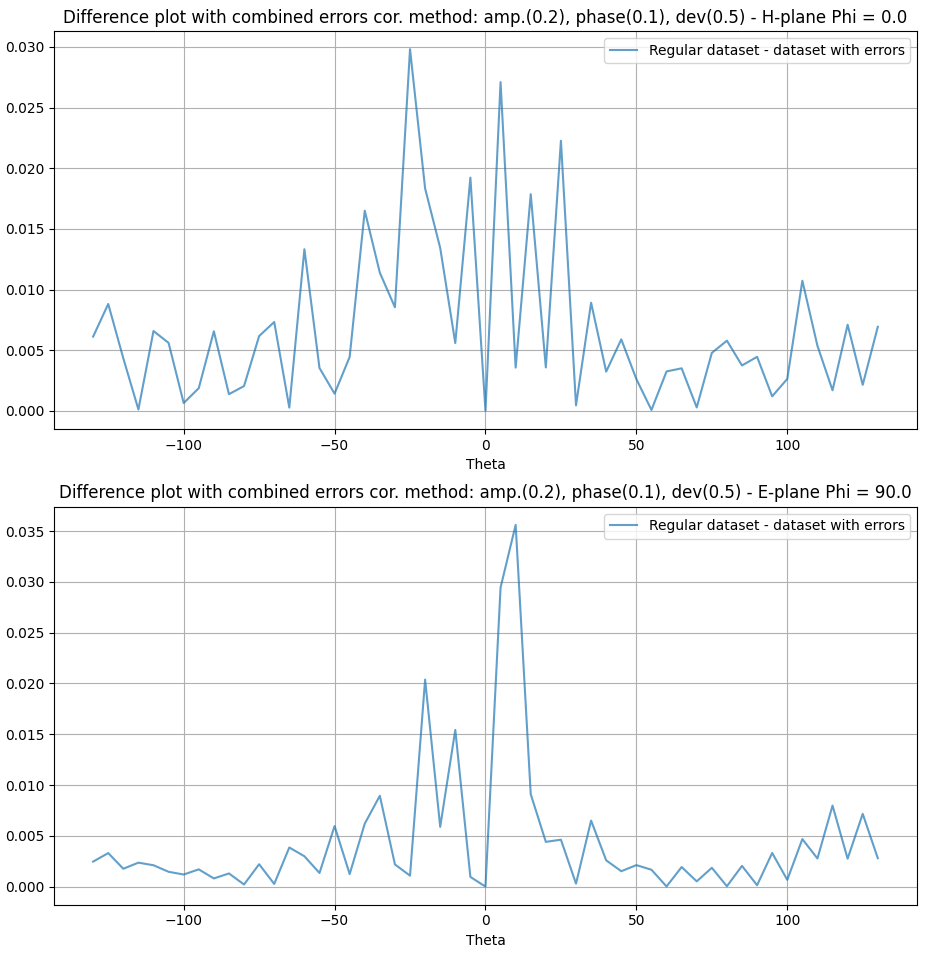 Difference plot with combined errors cor. method: amp.(0.2), phase(0.1), dev(0.5) - H-plane Phi = 0.0
Regular dataset - dataset with errors
0.030
0.025
0.020
0.015
0.010
0.005
0.000
−100 −50 0 50 100
Theta
Difference plot with combined errors cor. method: amp.(0.2), phase(0.1), dev(0.5) - E-plane Phi = 90.0
Regular dataset - dataset with errors
0.035
0.030
0.025
0.020
0.015
0.010
0.005
0.000
−100 −50 0 50 100
Theta